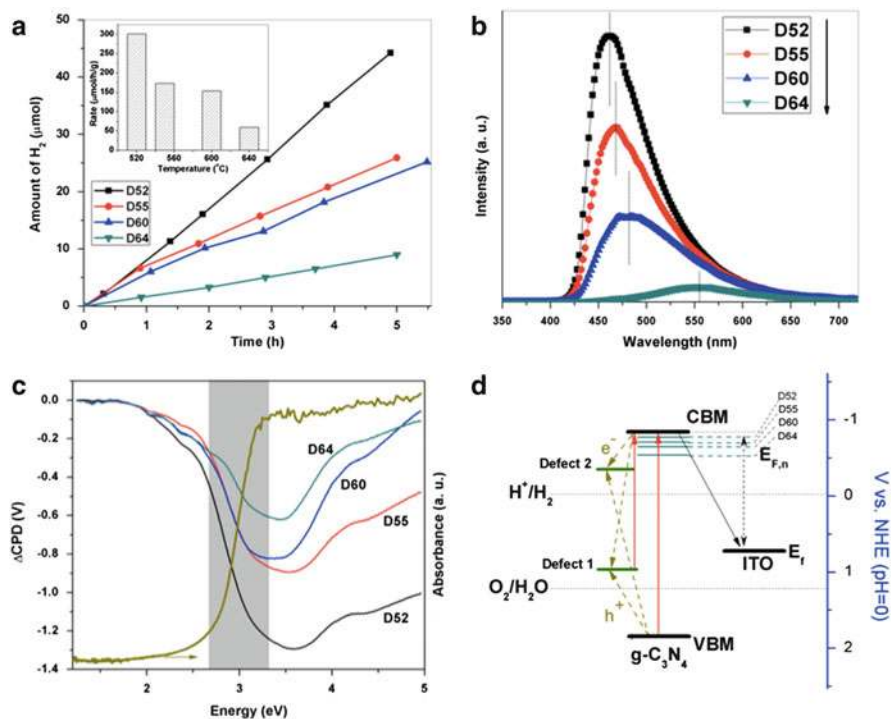 a
50
40
30
20
10
0
Amount of H2 (μmol)
0 1 2 3 4 5
Time (h)
300
250
200
150
100
50
0
Rate (μmol/h/g)
520 560 600 640
Temperature (°C)
D52
D55
D60
D64
b
Intensity (a. u.)
350 400 450 500 550 600 650 700
Wavelength (nm)
D52
D55
D60
D64
c
0.0
-0.2
-0.4
-0.6
-0.8
-1.0
-1.2
-1.4
ΔCPD (V)
2 3 4 5
Energy (eV)
Absorbance (a. u.)
D64
D60
D55
D52
d
CBM
D52
D55
D60
D64
EF,n
e-
Defect 2
H+/H2
Defect 1
O2/H2O
h+
ITO
Ef
g-C3N4
VBM
-1
0
1
2
V vs. NHE (pH=0)